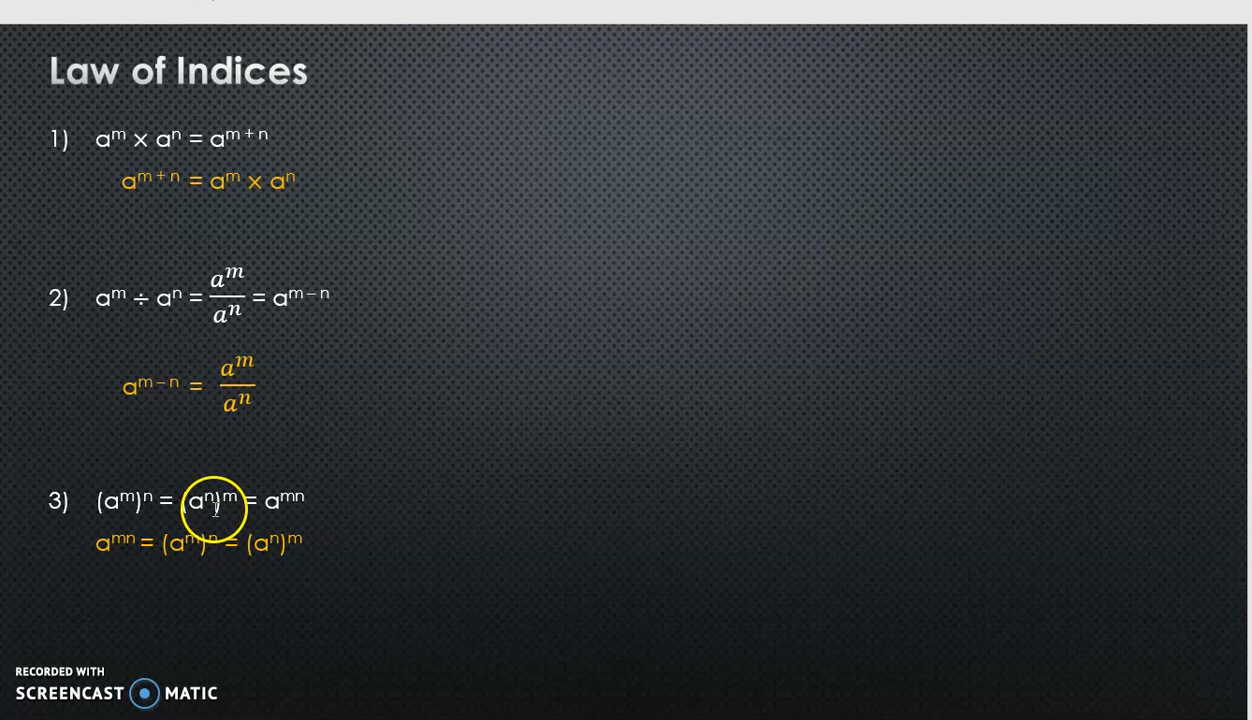 Law of Indices
1) aᵐ × aⁿ = aᵐ⁺ⁿ
aᵐ⁺ⁿ = aᵐ × aⁿ
2) aᵐ ÷ aⁿ = aᵐ/aⁿ = aᵐ⁻ⁿ
aᵐ⁻ⁿ = aᵐ/aⁿ
3) (aᵐ)ⁿ = (aⁿ)ᵐ = aᵐⁿ
aᵐⁿ = (aᵐ)ⁿ = (aⁿ)ᵐ
RECORDED WITH
SCREENCAST MATIC